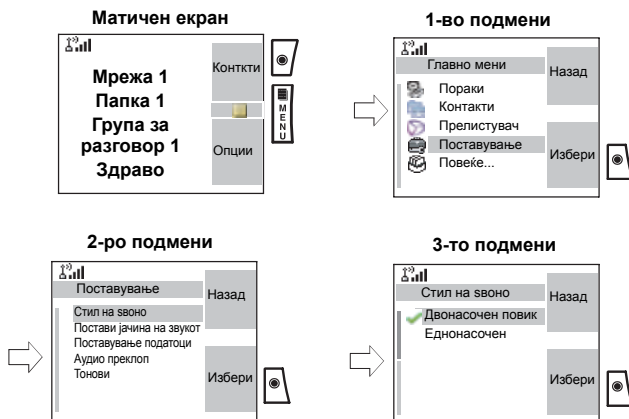 Матичен екран
Конткти
Мрежа 1
Папка 1
Група за
разговор 1
Здраво
Опции
MENU
1-во подмени
Главно мени
Назад
Пораки
Контакти
Прелистувач
Поставување
Повеќе...
Избери
2-ро подмени
Поставување
Назад
Стил на ѕвоно
Постави јачина на звукот
Поставување податоци
Аудио преклоп
Тонови
Избери
3-то подмени
Стил на ѕвоно
Назад
Двонасочен повик
Еднонасочен
Избери